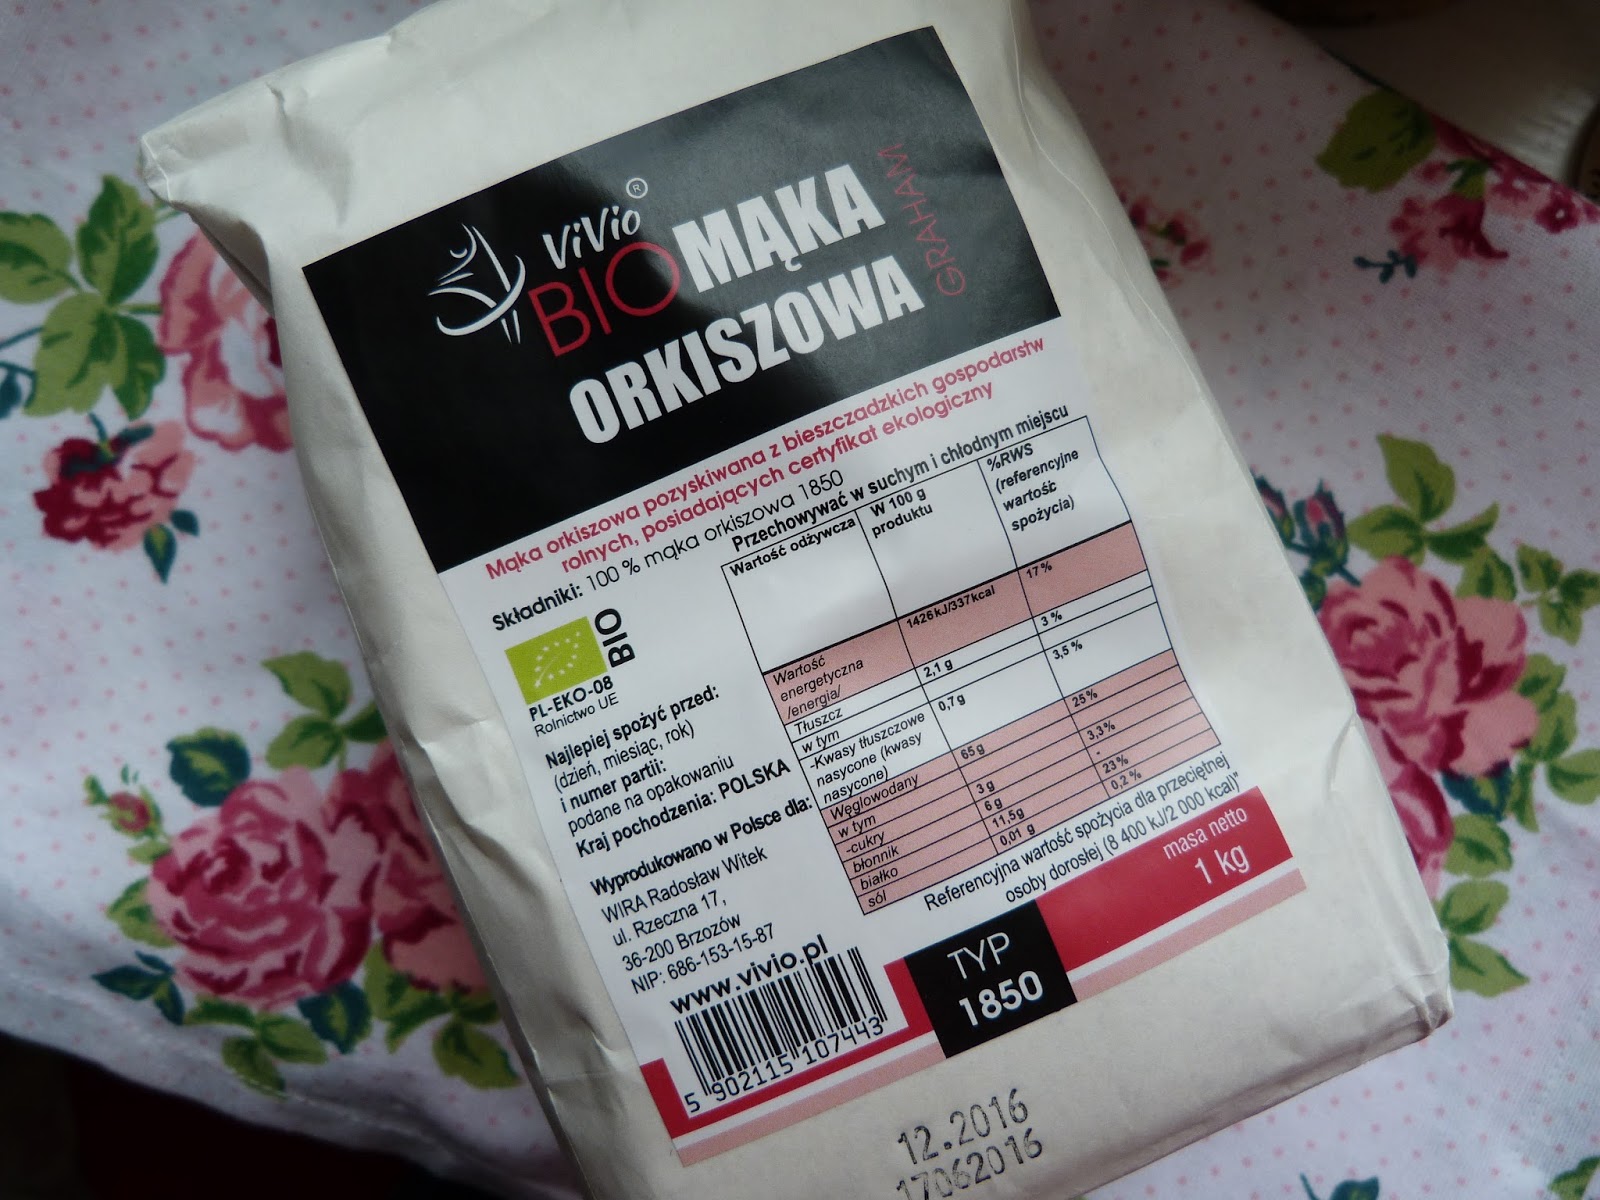 ViVio ®
BIO MĄKA
ORKISZOWA
GRAHAM
Mąka orkiszowa pozyskiwana z bieszczadzkich gospodarstw
rolnych, posiadających certyfikat ekologiczny
Składniki: 100 % mąka orkiszowa 1850
Przechowywać w suchym i chłodnym miejscu
Wartość odżywcza
W 100 g
produktu
%RWS
(referencyjne
wartość
spożycia)
Wartość
energetyczna
/energia/
1426kJ/337kcal
17%
Tłuszcz
2,1 g
3 %
w tym
-Kwasy tłuszczowe
nasycone (kwasy
nasycone)
0,7g
3,5 %
Węglowodany
65g
25%
w tym
-cukry
3g
3,3%
błonnik
6g
-
białko
11,5g
23%
sól
0,01 g
0,2%
Referencyjna wartość spożycia dla przeciętnej
osoby dorosłej (8 400 kJ/2 000 kcal)"
BIO
PL-EKO-08
Rolnictwo UE
Najlepiej spożyć przed:
(dzień, miesiąc, rok)
i numer partii:
podane na opakowaniu
Kraj pochodzenia: POLSKA
Wyprodukowano w Polsce dla:
WIRA Radosław Witek
ul. Rzeczna 17,
36-200 Brzozów
NIP: 686-153-15-87
www.vivio.pl
5 902115 107443
masa netto
1 kg
TYP
1850
12.2016
17062016